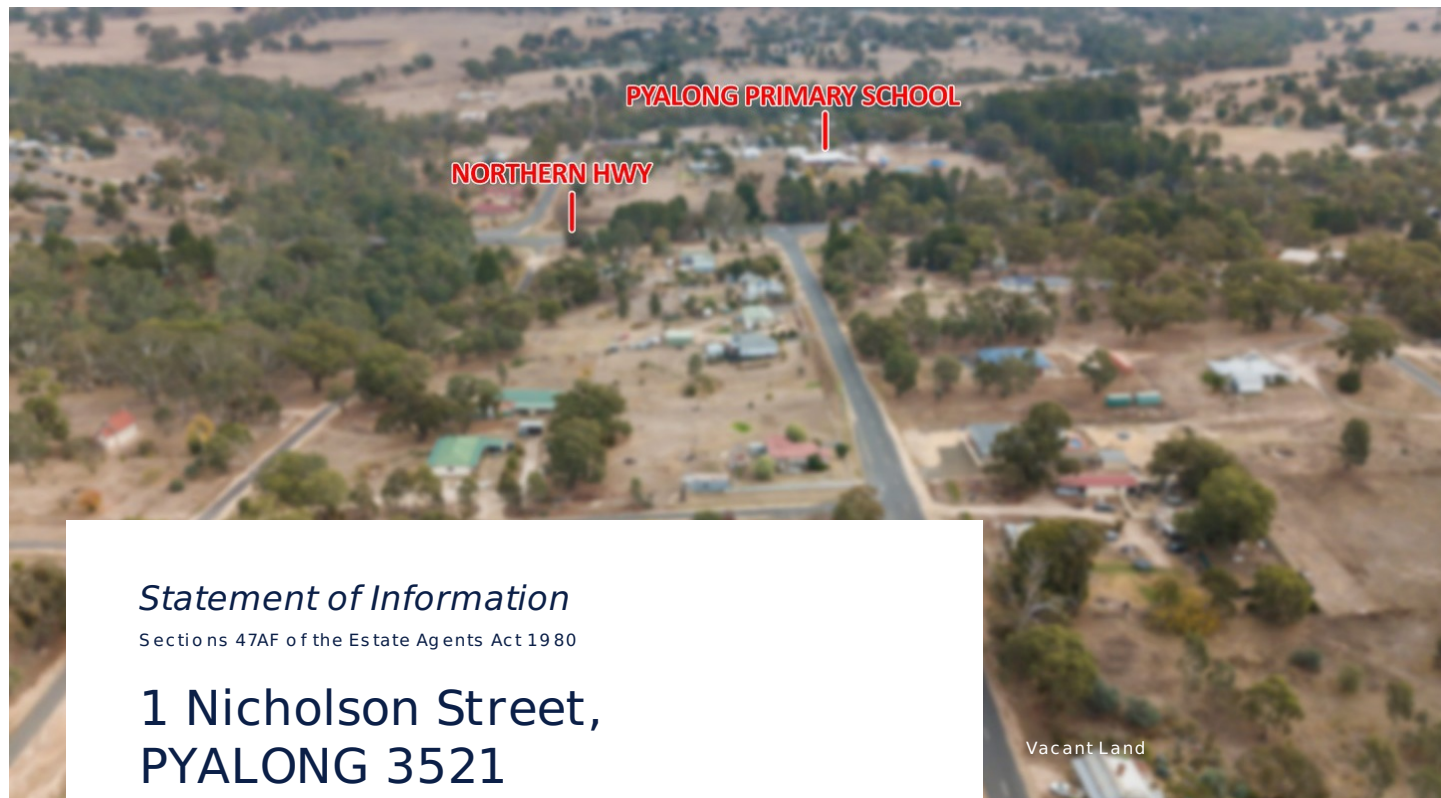 PYALONG PRIMARY SCHOOL
NORTHERN HWY
Statement of Information
Sections 47AF of the Estate Agents Act 1980
1 Nicholson Street,
PYALONG 3521
Vacant Land